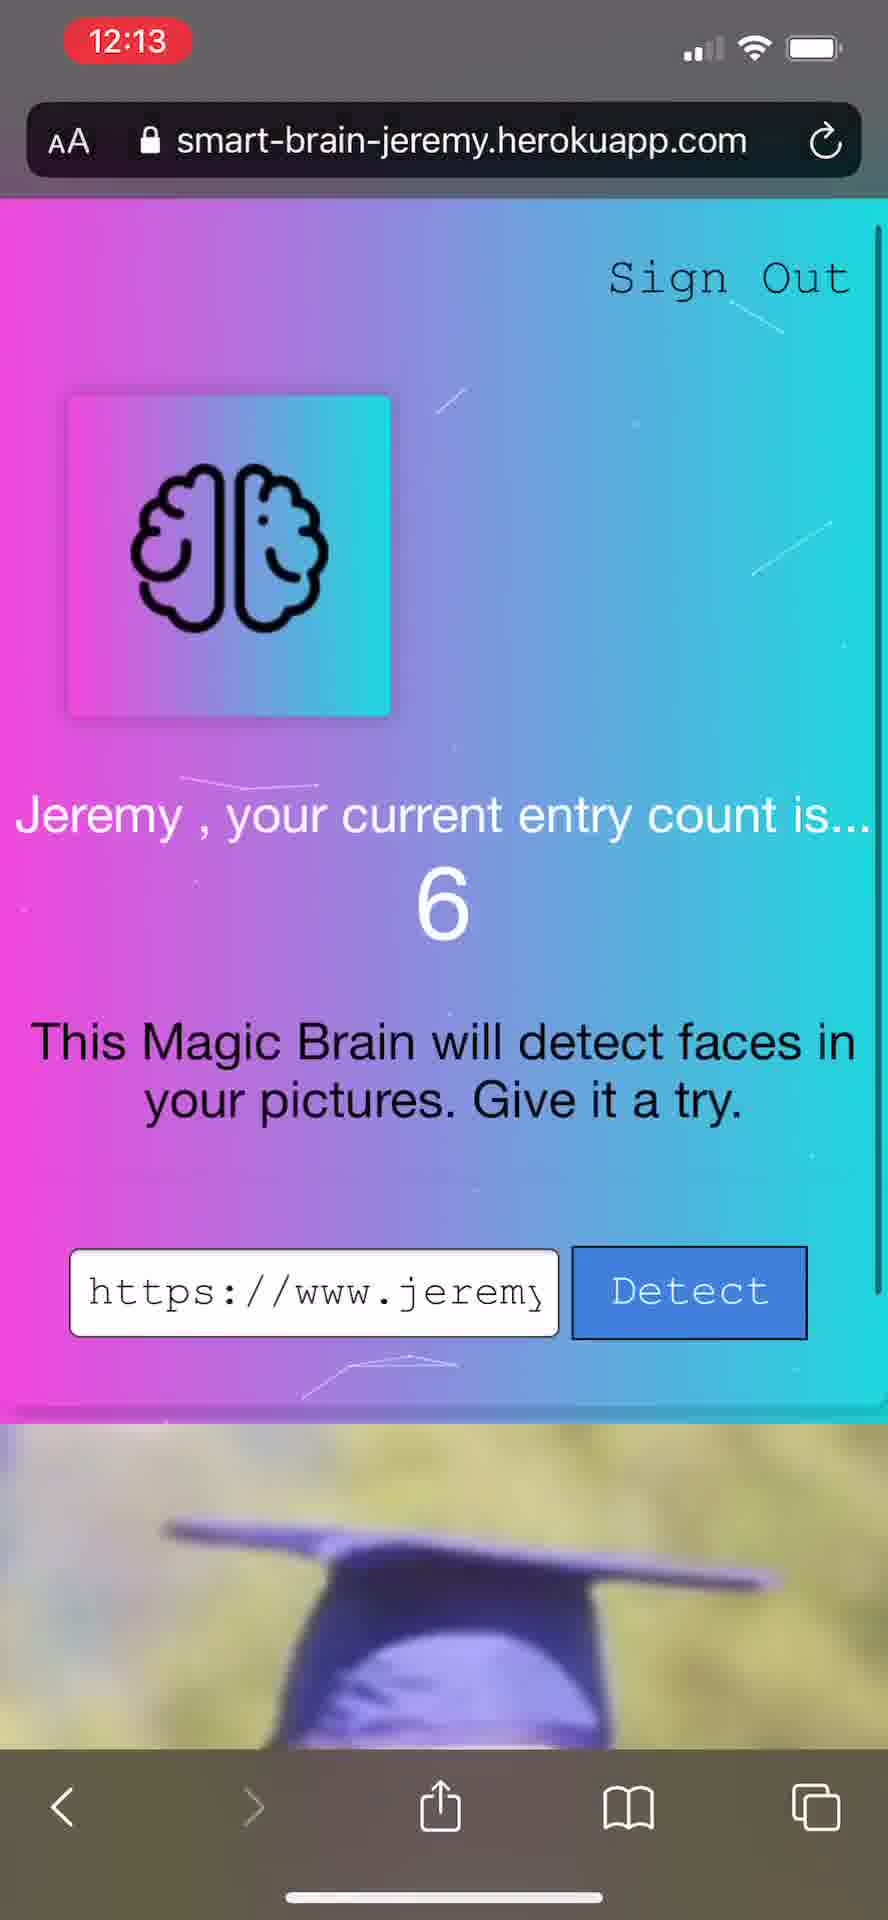 12:13
AA smart-brain-jeremy.herokuapp.com
Sign Out
Jeremy , your current entry count is...
6
This Magic Brain will detect faces in
your pictures. Give it a try.
https://www.jeremy Detect